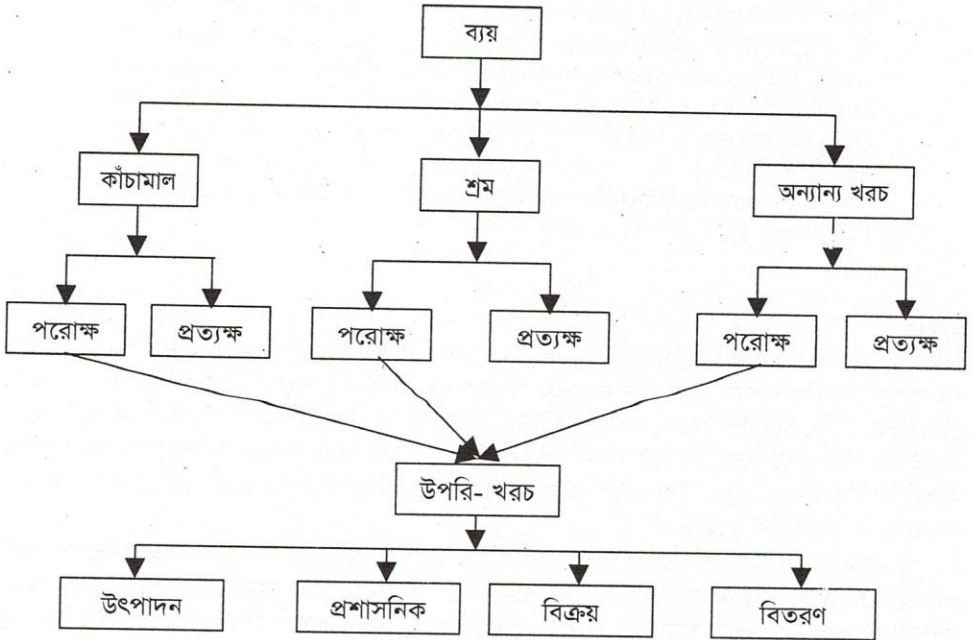 ব্যয়
কাঁচামাল শ্রম অন্যান্য খরচ
পরোক্ষ প্রত্যক্ষ পরোক্ষ প্রত্যক্ষ পরোক্ষ প্রত্যক্ষ
উপরি- খরচ
উৎপাদন প্রশাসনিক বিক্রয় বিতরণ